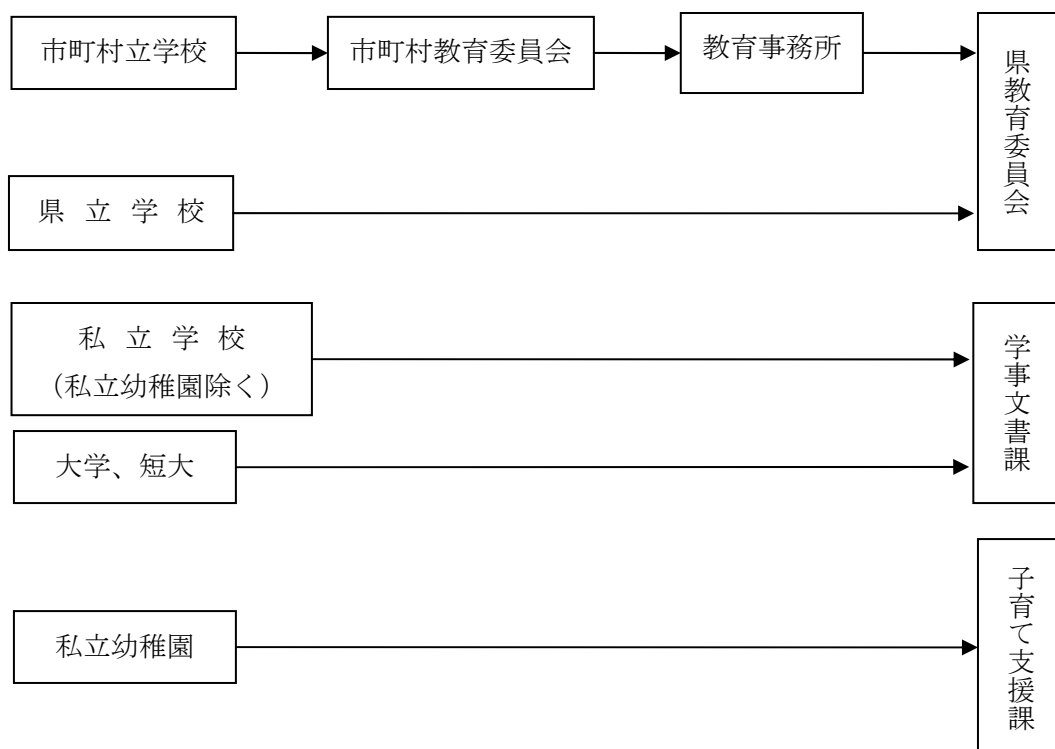 市町村立学校
市町村教育委員会
教育事務所
県教育委員会
県 立 学 校
私 立 学 校
（私立幼稚園除く）
学事文書課
大学、短大
私立幼稚園
子育て支援課